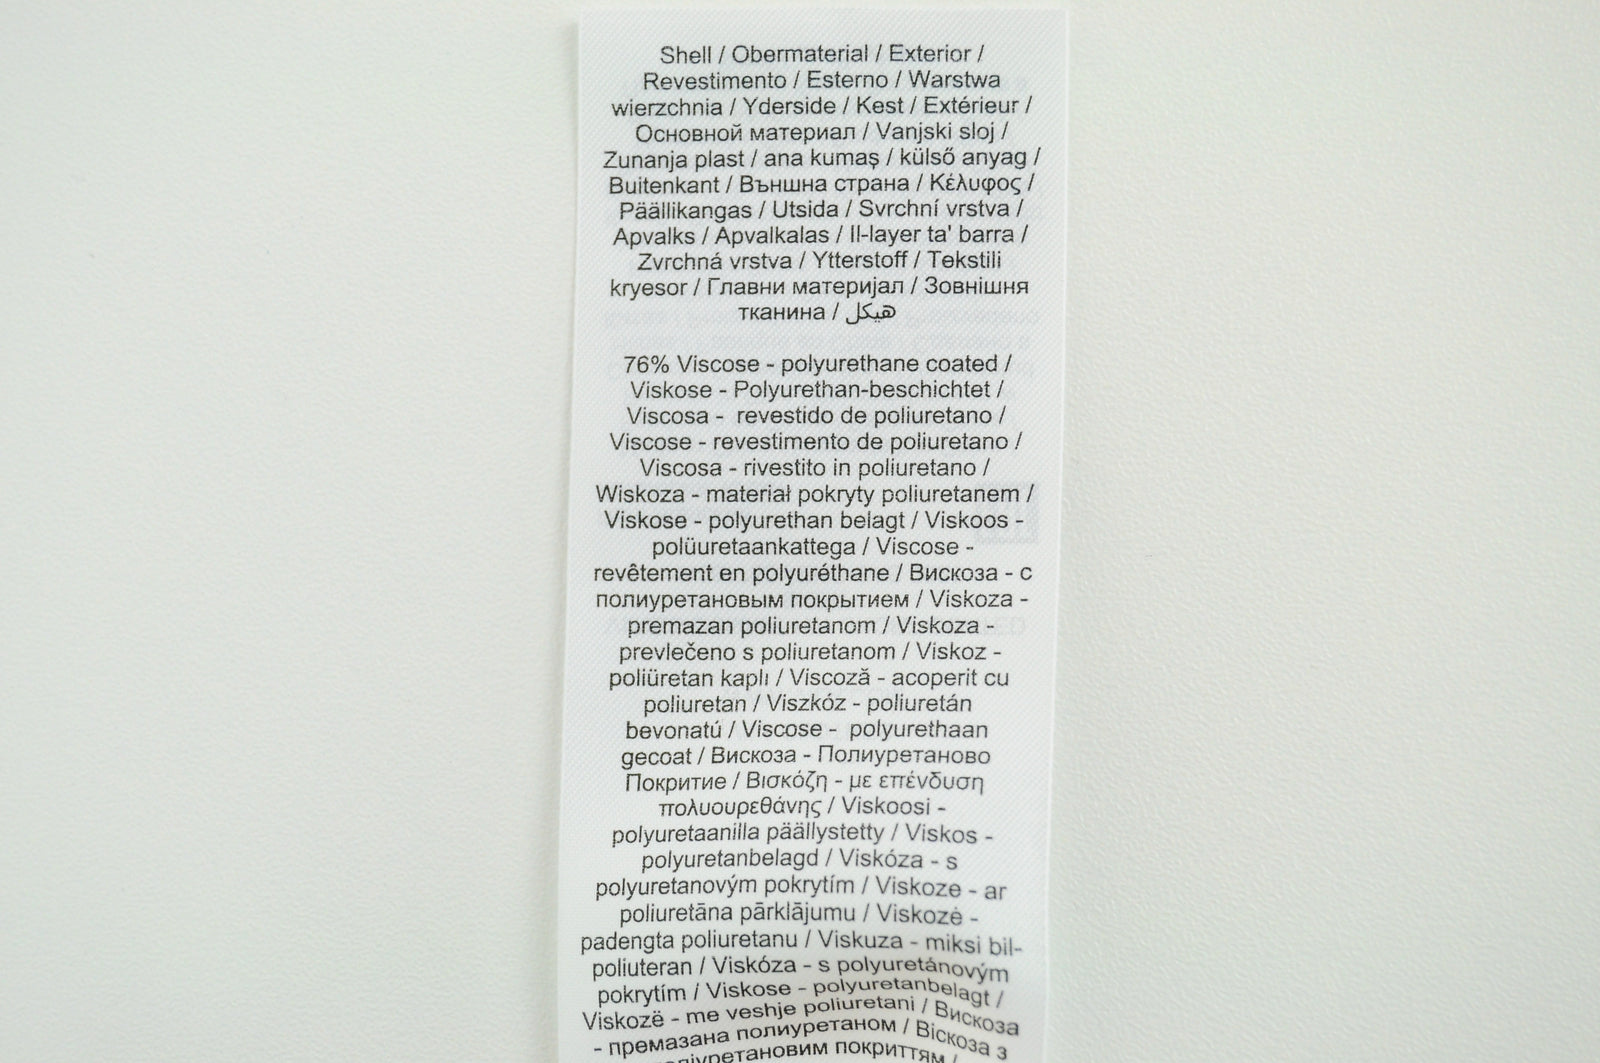 Shell / Obermaterial / Exterior /
Revestimento / Esterno / Warstwa
wierzchnia / Yderside / Kest / Extérieur /
Основной материал / Vanjski sloj /
Zunanja plast / ana kumaş / külső anyag /
Buitenkant / Външна страна / Κέλυφος /
Päällikangas / Utsida / Svrchní vrstva /
Apvalks / Apvalkalas / Il-layer ta' barra /
Zvrchná vrstva / Ytterstoff / Tekstili
kryesor / Главни материјал / Зовнішня
тканина / هيكل
76% Viscose - polyurethane coated /
Viskose - Polyurethan-beschichtet /
Viscosa - revestido de poliuretano /
Viscose - revestimento de poliuretano /
Viscosa - rivestito in poliuretano /
Wiskoza - materiał pokryty poliuretanem /
Viskose - polyurethan belagt / Viskoos -
polüuretaankattega / Viscose -
revêtement en polyuréthane / Вискоза - с
полиуретановым покрытием / Viskoza -
premazan poliuretanom / Viskoza -
prevlečeno s poliuretanom / Viskoz -
poliüretan kaplı / Viscoză - acoperit cu
poliuretan / Viszkóz - poliuretán
bevonatú / Viscose - polyurethaan
gecoat / Вискоза - Полиуретаново
Покритие / Βισκόζη - με επένδυση
πολυουρεθάνης / Viskoosi -
polyuretaanilla päällystetty / Viskos -
polyuretanbelagd / Viskóza - s
polyuretanovým pokrytím / Viskoze - ar
poliuretāna pārklājumu / Viskozė -
padengta poliuretanu / Viskuza - miksi bil-
poliuteran / Viskóza - s polyuretánovým
pokrytím / Viskose - polyuretanbelagt /
Viskozë - me veshje poliuretani / Вискоза
- премазана полиуретаном / Віскоза з
поліуретановим покриттям /